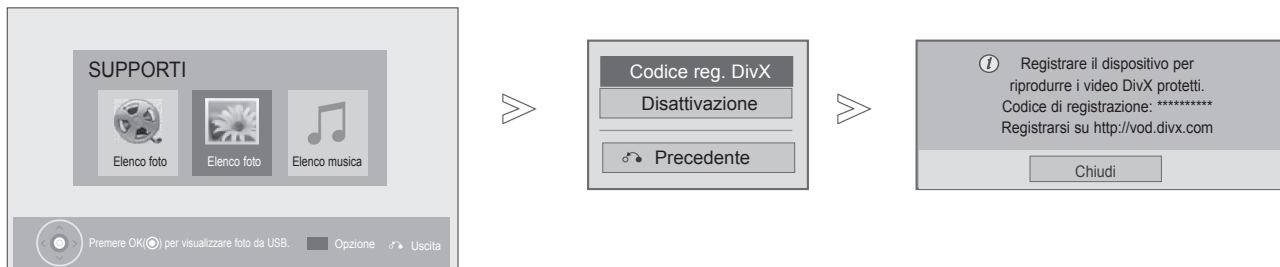 SUPPORTI
Elenco foto
Elenco foto
Elenco musica
Premere OK(◉) per visualizzare foto da USB.
Opzione
Uscita
Codice reg. DivX
Disattivazione
Precedente
Registrare il dispositivo per
riprodurre i video DivX protetti.
Codice di registrazione: **********
Registrarsi su http://vod.divx.com
Chiudi